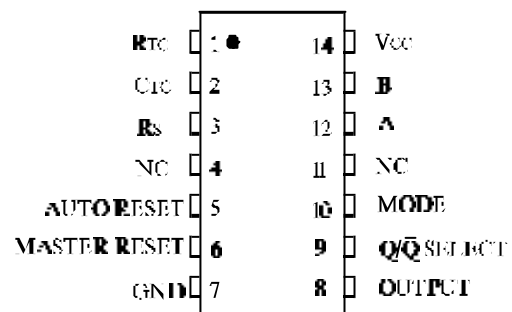 RTC 1 14 VCC
CTC 2 13 B
RS 3 12 A
NC 4 11 NC
AUTO RESET 5 10 MODE
MASTER RESET 6 9 Q/Q̅ SELECT
GND 7 8 OUTPUT